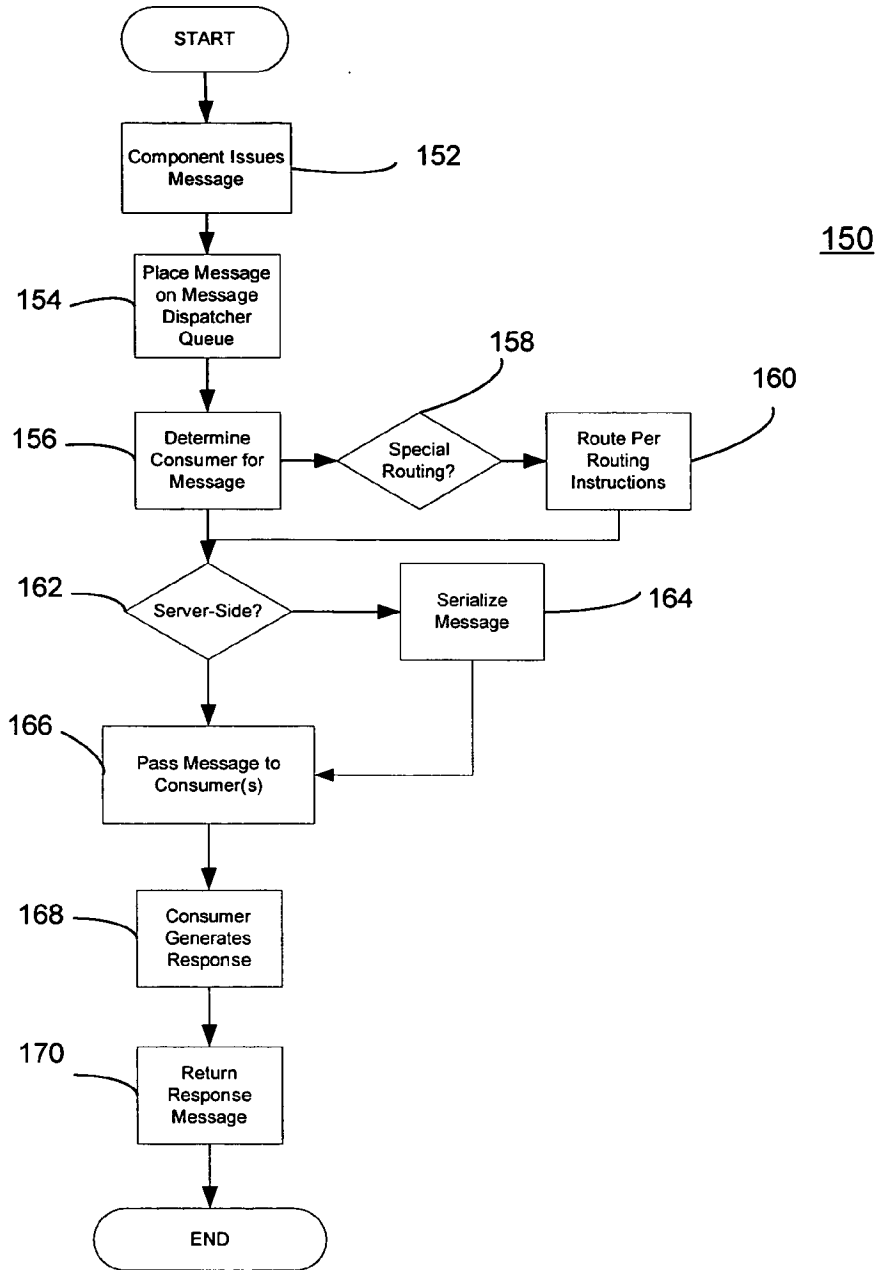 START
Component Issues
Message
152
150
Place Message
on Message
Dispatcher
Queue
154
158
160
156
Determine
Consumer for
Message
Special
Routing?
Route Per
Routing
Instructions
162
Server-Side?
Serialize
Message
164
166
Pass Message to
Consumer(s)
168
Consumer
Generates
Response
170
Return
Response
Message
END